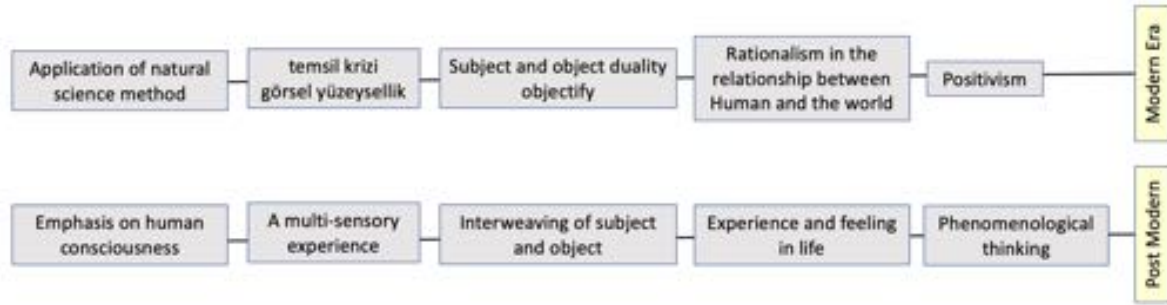 Application of natural
science method
temsil krizi
görsel yüzeysellik
Subject and object duality
objectify
Rationalism in the
relationship between
Human and the world
Positivism
Modern Era
Emphasis on human
consciousness
A multi-sensory
experience
Interweaving of subject
and object
Experience and feeling
in life
Phenomenological
thinking
Post Modern